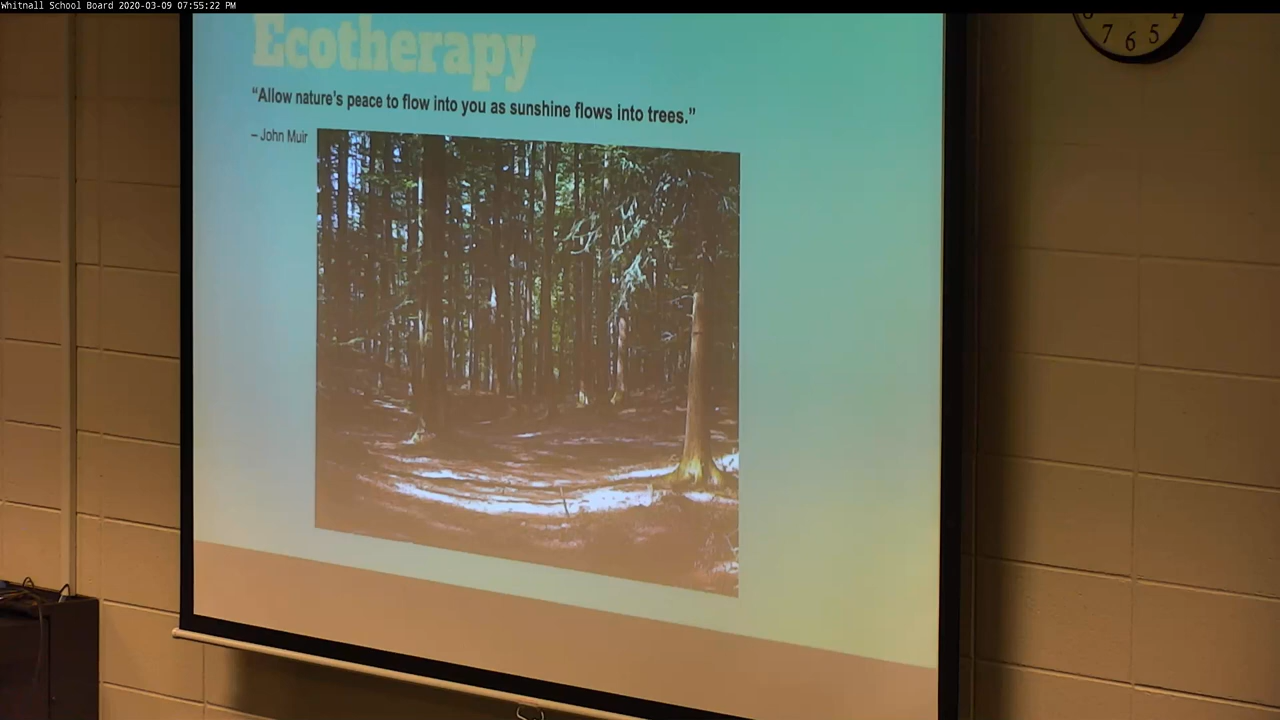 Whitnall School Board 2020-03-09 07:55:22 PM
Ecotherapy
“Allow nature’s peace to flow into you as sunshine flows into trees.”
– John Muir
7 6 5